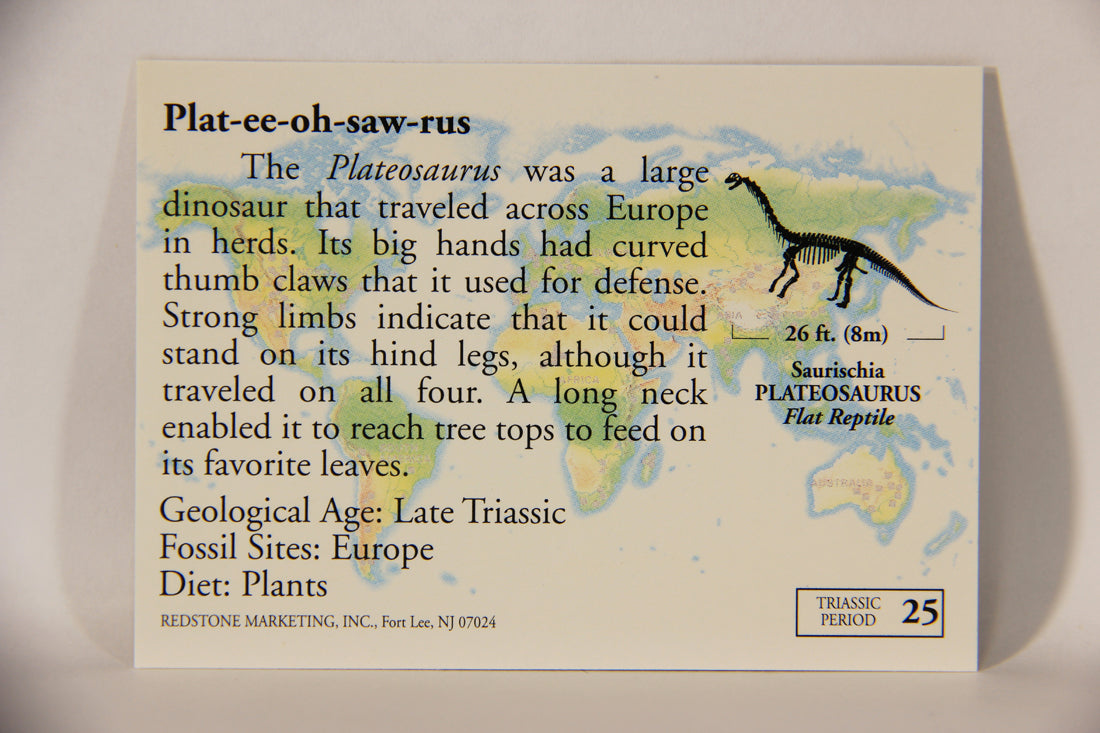 Plat-ee-oh-saw-rus
The Plateosaurus was a large
dinosaur that traveled across Europe
in herds. Its big hands had curved
thumb claws that it used for defense.
Strong limbs indicate that it could
stand on its hind legs, although it
traveled on all four. A long neck
enabled it to reach tree tops to feed on
its favorite leaves.
Geological Age: Late Triassic
Fossil Sites: Europe
Diet: Plants
REDSTONE MARKETING, INC., Fort Lee, NJ 07024
26 ft. (8m)
Saurischia
PLATEOSAURUS
Flat Reptile
AFRICA
AUSTRALIA
TRIASSIC
PERIOD 25